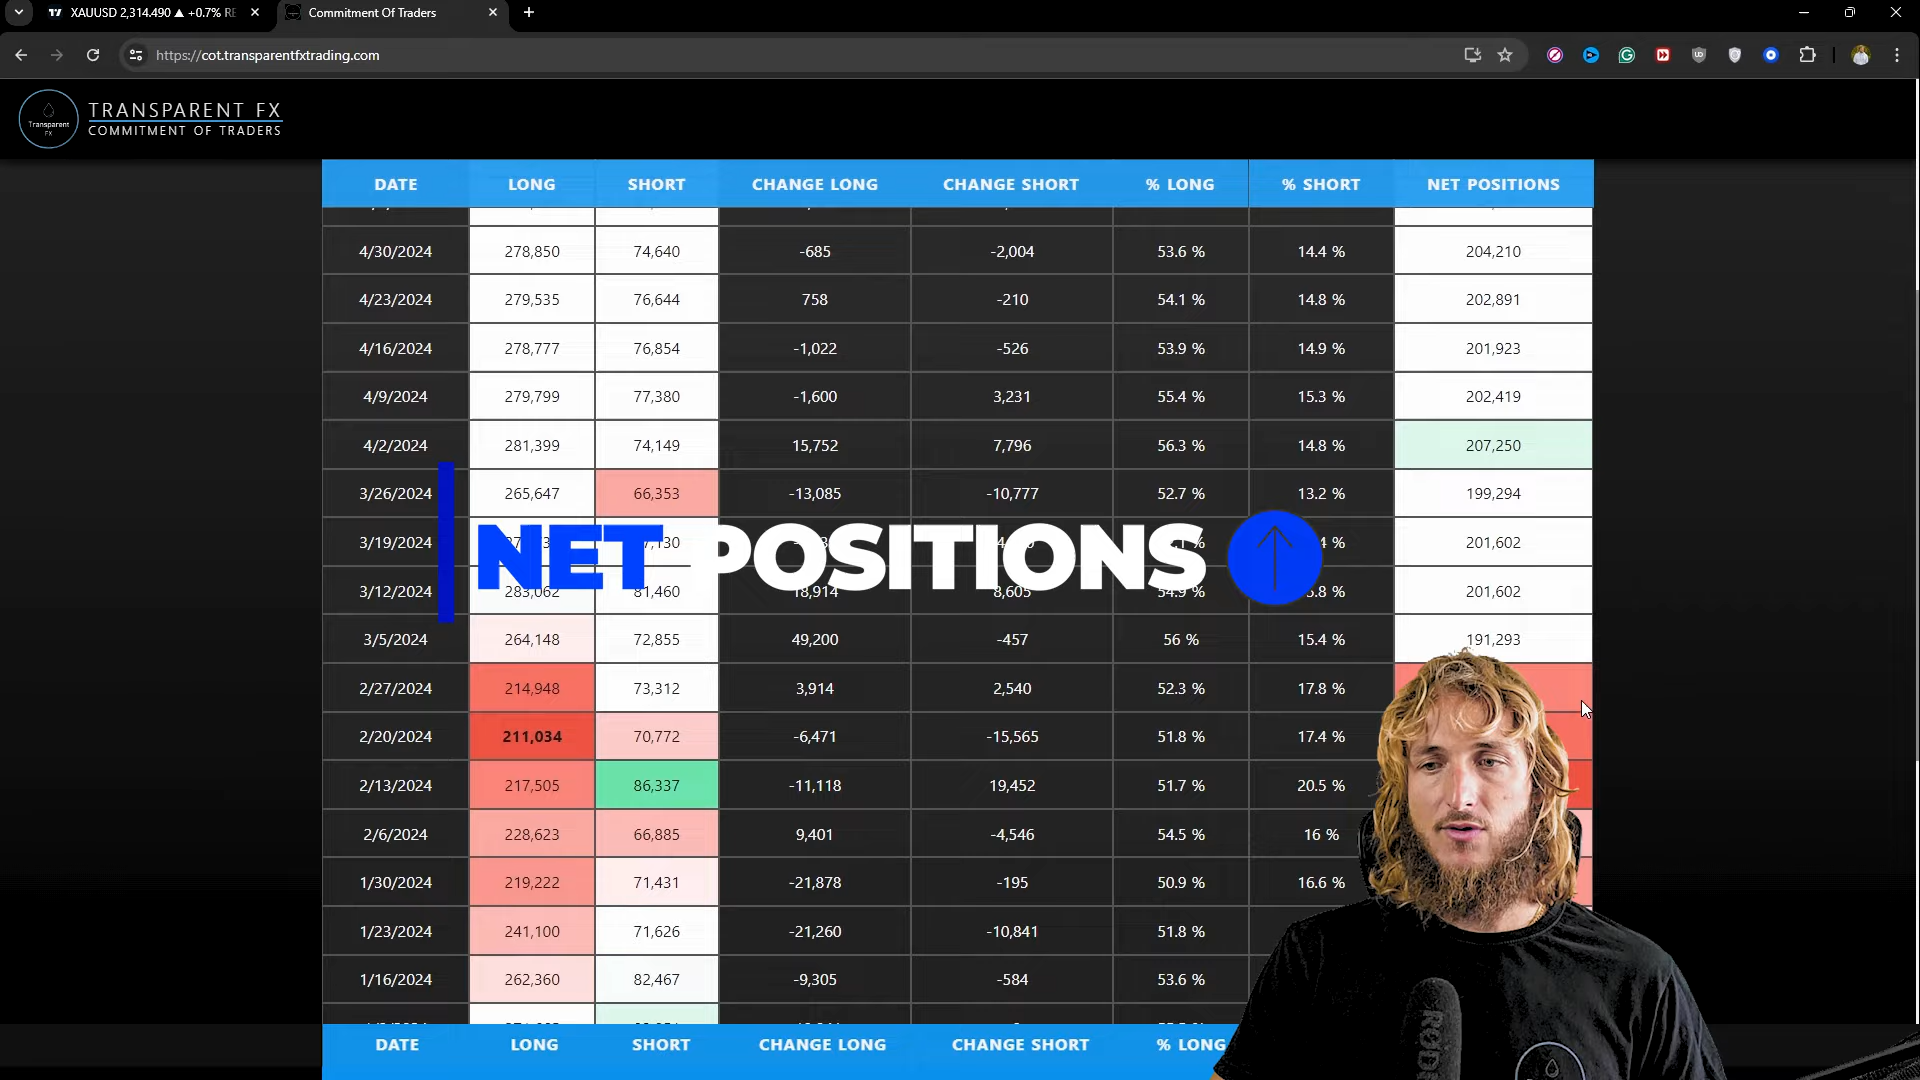 XAUUSD 2,314.490 ▲ +0.7%
Commitment Of Traders
https://cot.transparentfxtrading.com
Transparent
FX
TRANSPARENT FX
COMMITMENT OF TRADERS
DATE LONG SHORT CHANGE LONG CHANGE SHORT % LONG % SHORT NET POSITIONS
4/30/2024 278,850 74,640 -685 -2,004 53.6 % 14.4 % 204,210
4/23/2024 279,535 76,644 758 -210 54.1 % 14.8 % 202,891
4/16/2024 278,777 76,854 -1,022 -526 53.9 % 14.9 % 201,923
4/9/2024 279,799 77,380 -1,600 3,231 55.4 % 15.3 % 202,419
4/2/2024 281,399 74,149 15,752 7,796 56.3 % 14.8 % 207,250
3/26/2024 265,647 66,353 -13,085 -10,777 52.7 % 13.2 % 199,294
3/19/2024 201,602
NET POSITIONS
3/12/2024 283,062 81,460 18,914 8,605 54.9 % 201,602
3/5/2024 264,148 72,855 49,200 -457 56 % 15.4 % 191,293
2/27/2024 214,948 73,312 3,914 2,540 52.3 % 17.8 %
2/20/2024 211,034 70,772 -6,471 -15,565 51.8 % 17.4 %
2/13/2024 217,505 86,337 -11,118 19,452 51.7 % 20.5 %
2/6/2024 228,623 66,885 9,401 -4,546 54.5 % 16 %
1/30/2024 219,222 71,431 -21,878 -195 50.9 % 16.6 %
1/23/2024 241,100 71,626 -21,260 -10,841 51.8 %
1/16/2024 262,360 82,467 -9,305 -584 53.6 %
DATE LONG SHORT CHANGE LONG CHANGE SHORT % LONG